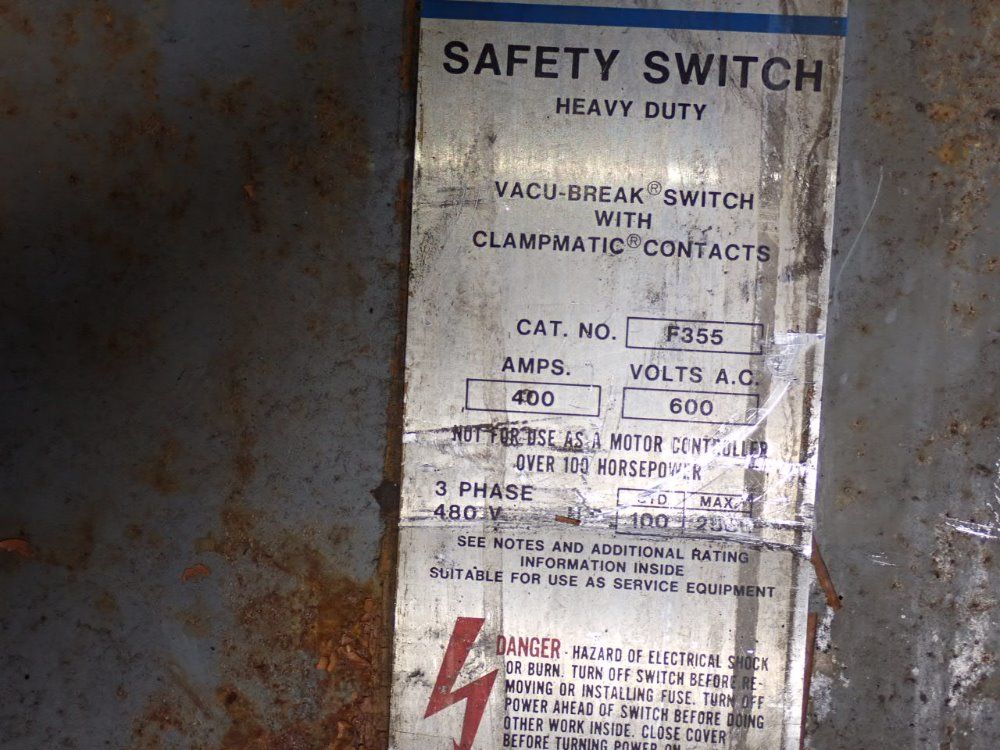 SAFETY SWITCH
HEAVY DUTY
VACU-BREAK® SWITCH
WITH
CLAMPMATIC® CONTACTS
CAT. NO. F355
AMPS. VOLTS A.C.
400 600
NOT FOR USE AS A MOTOR CONTROLLER
OVER 100 HORSEPOWER
3 PHASE STD MAX.
480 V 100
SEE NOTES AND ADDITIONAL RATING
INFORMATION INSIDE
SUITABLE FOR USE AS SERVICE EQUIPMENT
DANGER - HAZARD OF ELECTRICAL SHOCK
OR BURN. TURN OFF SWITCH BEFORE RE-
MOVING OR INSTALLING FUSE. TURN OFF
POWER AHEAD OF SWITCH BEFORE DOING
OTHER WORK INSIDE. CLOSE COVER
BEFORE TURNING POWER ON